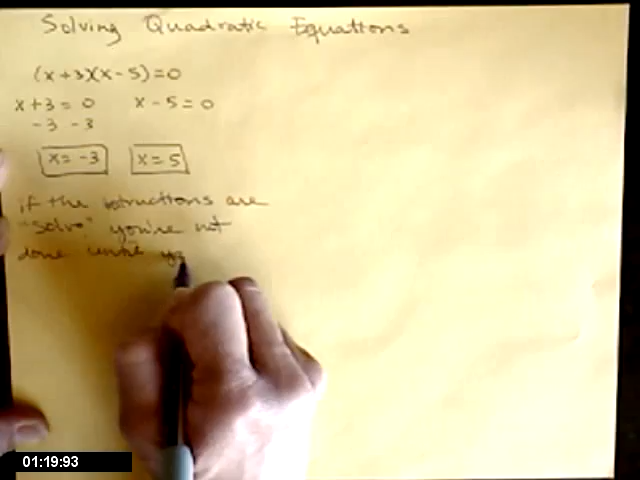 Solving Quadratic Equations
(x+3)(x-5)=0
x+3=0 x-5=0
-3 -3
x=-3 x=5
if the instructions are
"solve" you're not
done until yo
01:19:93